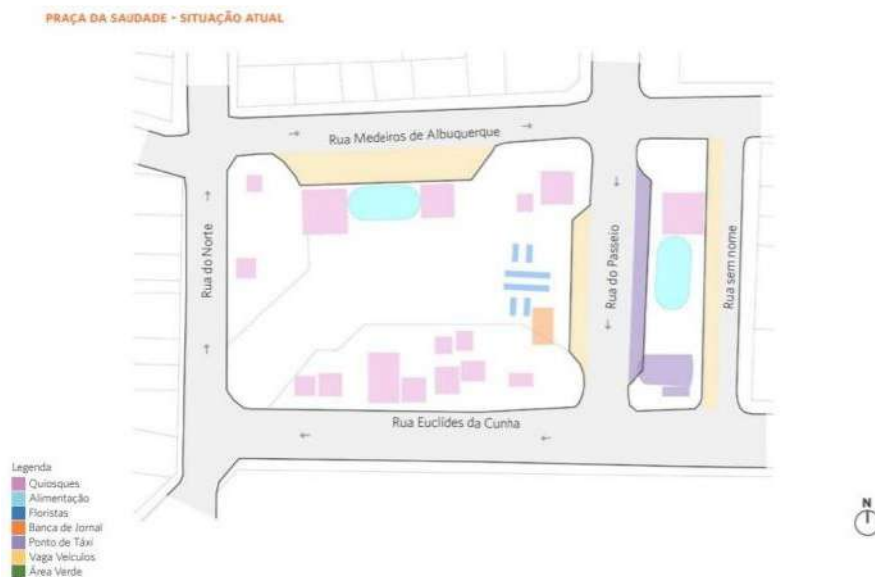 PRAÇA DA SAUDADE - SITUAÇÃO ATUAL
Rua Medeiros de Albuquerque
Rua do Norte
Rua do Passeio
Rua sem nome
Rua Euclídes da Cunha
Legenda
Quiosques
Alimentação
Floristas
Banca de Jornal
Ponto de Táxi
Vaga Veículos
Área Verde
N